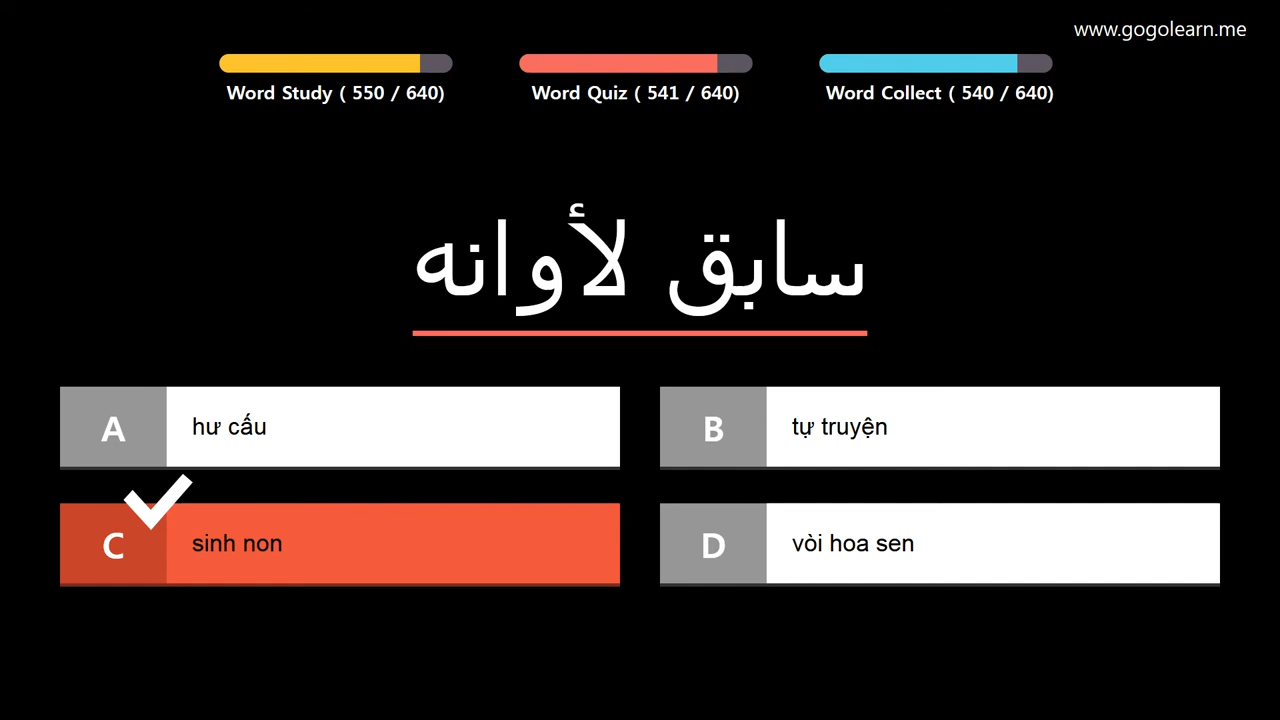 www.gogolearn.me
Word Study ( 550 / 640)
Word Quiz ( 541 / 640)
Word Collect ( 540 / 640)
سابق لأوانه
A
hư cấu
B
tự truyện
C
sinh non
D
vòi hoa sen